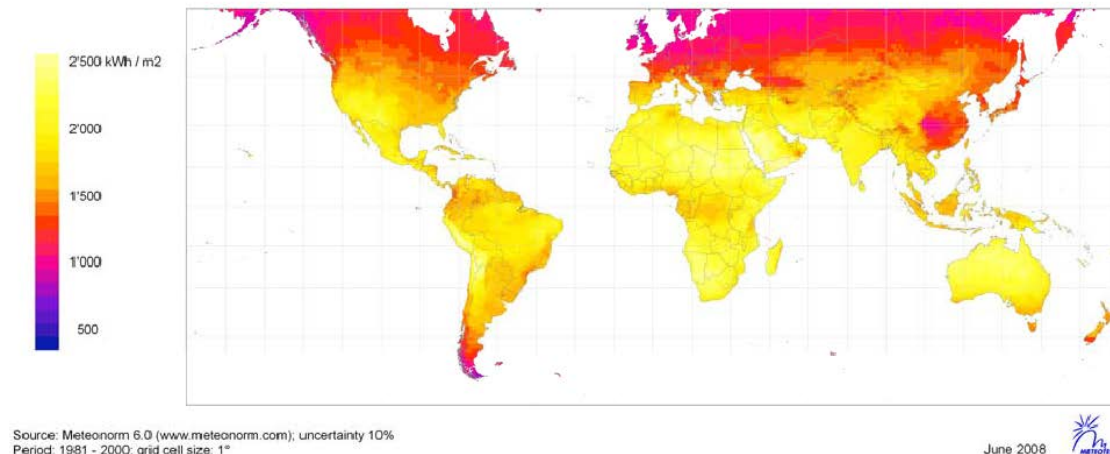 2'500 kWh / m2
2'000
1'500
1'000
500
Source: Meteonorm 6.0 (www.meteonorm.com); uncertainty 10%
Period: 1981 - 2000; grid cell size: 1°
June 2008